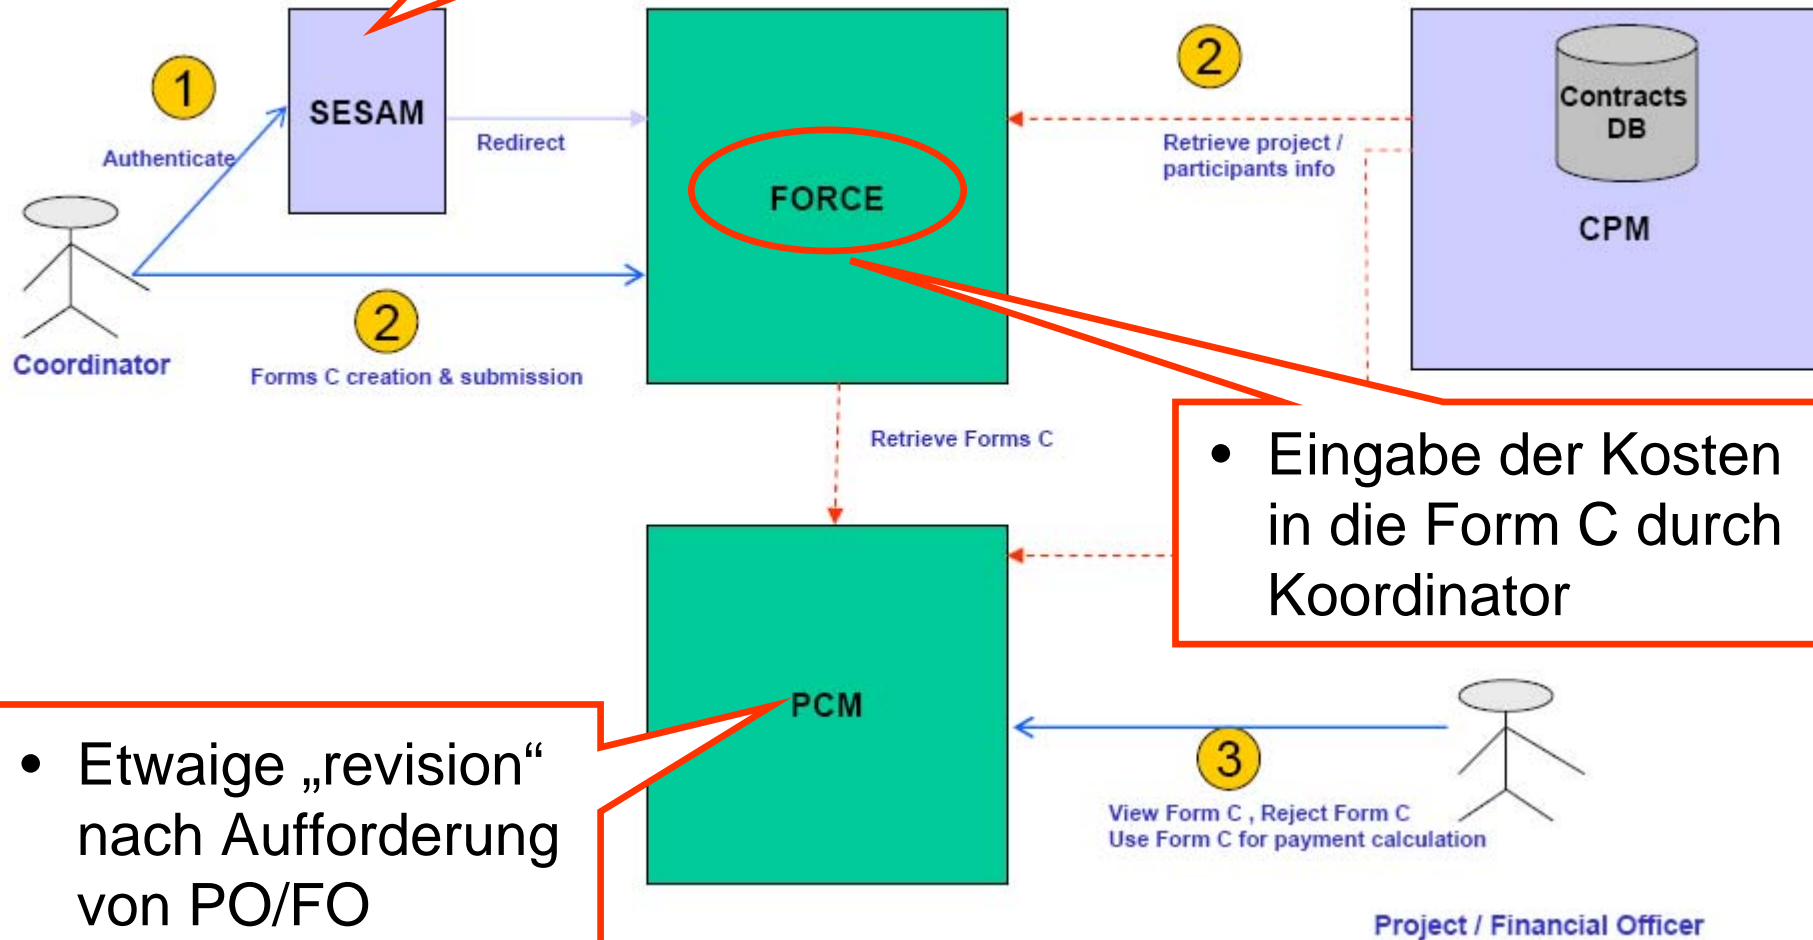 1
SESAM
Authenticate
Redirect
FORCE
2
Retrieve project /
participants info
Contracts
DB
CPM
Coordinator
2
Forms C creation & submission
Retrieve Forms C
• Eingabe der Kosten
in die Form C durch
Koordinator
PCM
• Etwaige „revision“
nach Aufforderung
von PO/FO
3
View Form C , Reject Form C
Use Form C for payment calculation
Project / Financial Officer